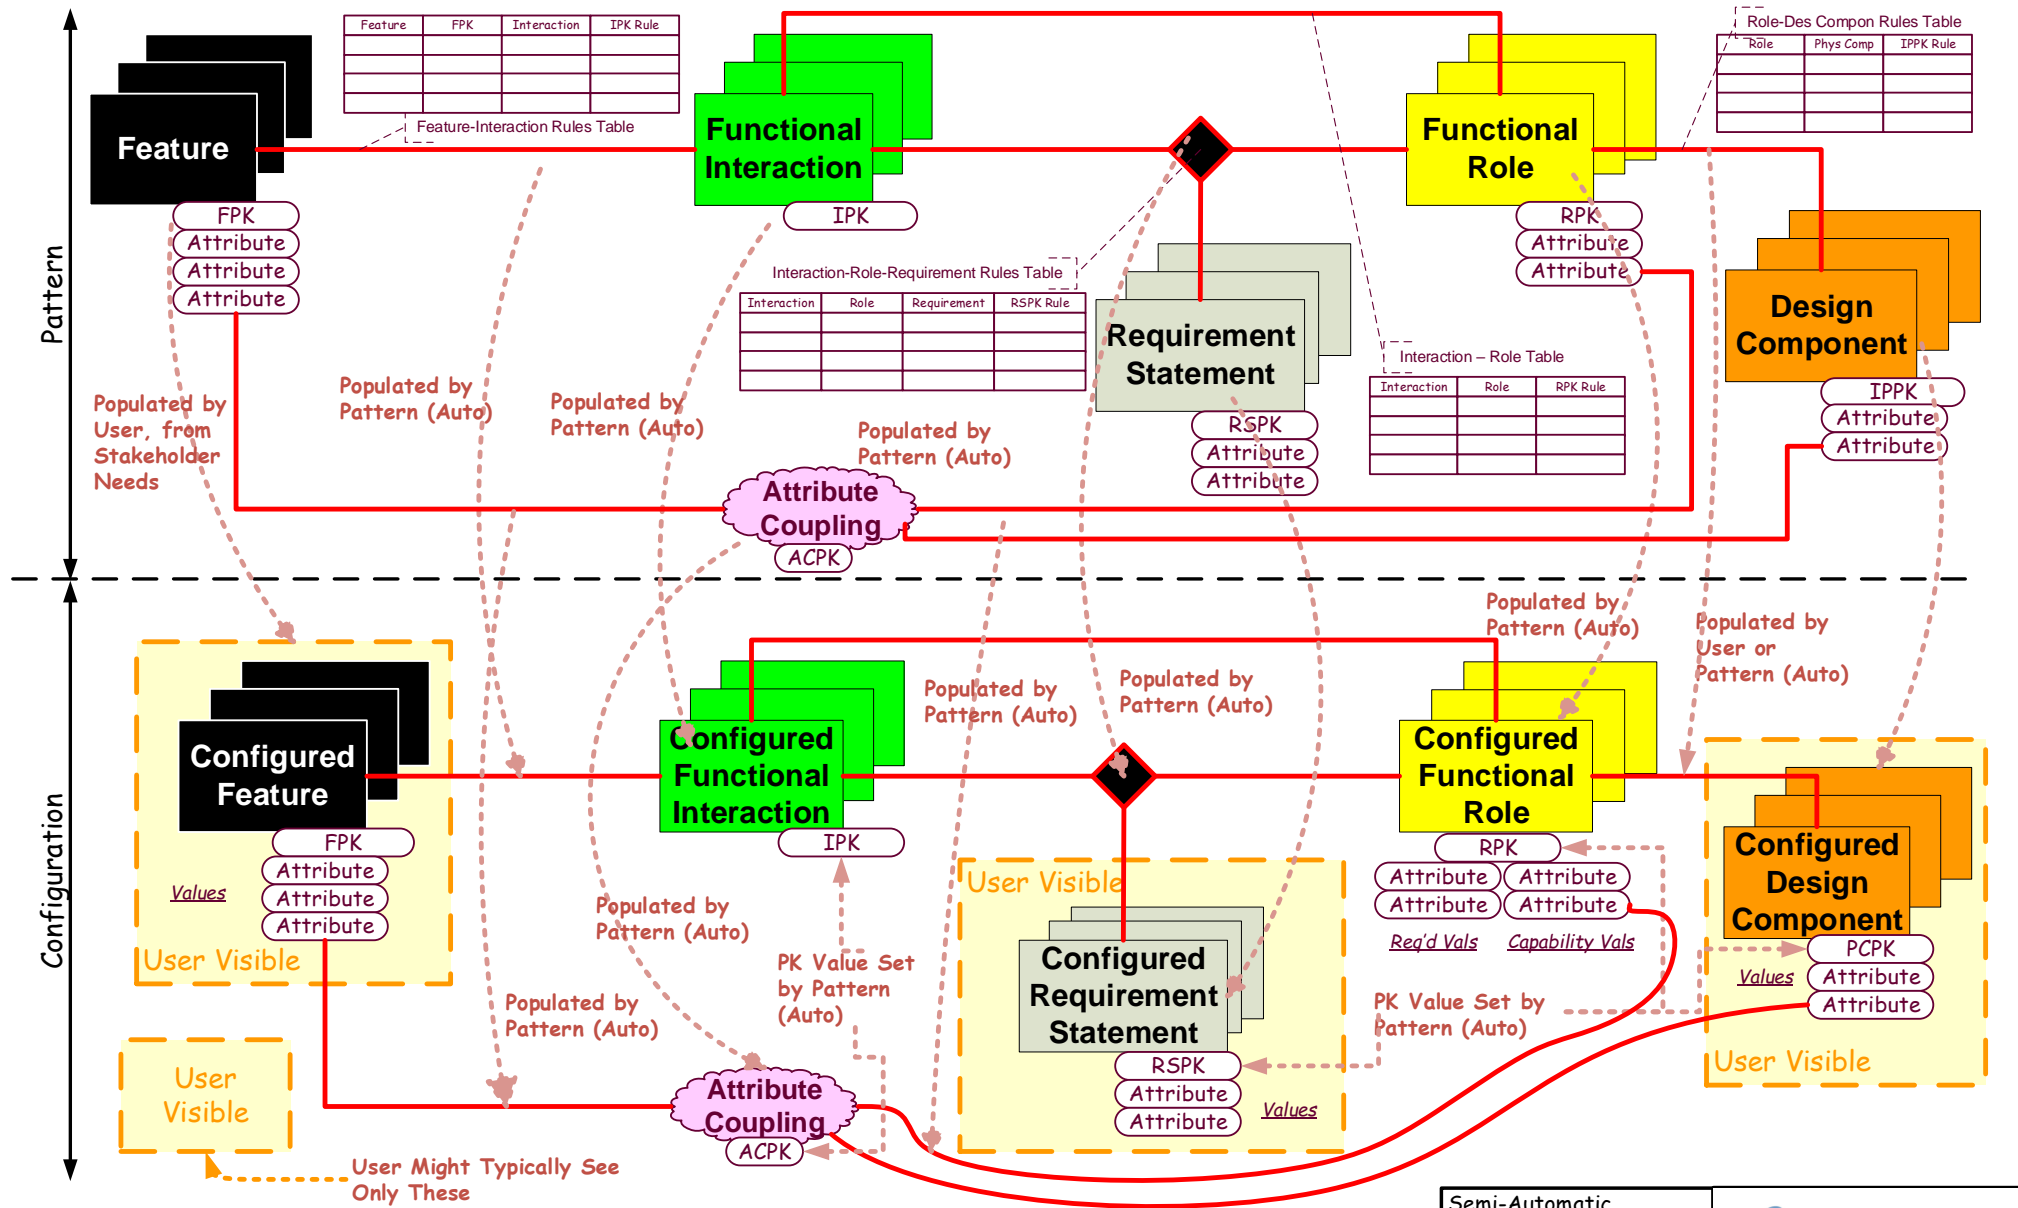 Feature FPK Interaction IPK Rule
Feature-Interaction Rules Table
Role-Des Compon Rules Table
Role Phys Comp IPPK Rule
Feature
Functional
Interaction
Functional
Role
FPK
Attribute
Attribute
Attribute
IPK
RPK
Attribute
Attribute
Interaction-Role-Requirement Rules Table
Interaction Role Requirement RSPK Rule
Requirement
Statement
RSPK
Attribute
Attribute
Interaction – Role Table
Interaction Role RPK Rule
Design
Component
IPPK
Attribute
Attribute
Pattern
Populated by
User, from
Stakeholder
Needs
Populated by
Pattern (Auto)
Populated by
Pattern (Auto)
Populated by
Pattern (Auto)
Attribute
Coupling
ACPK
Configuration
Populated by
Pattern (Auto)
Populated by
User or
Pattern (Auto)
Populated by
Pattern (Auto)
Populated by
Pattern (Auto)
Configured
Feature
FPK
Attribute
Attribute
Attribute
Values
User Visible
Configured
Functional
Interaction
IPK
Configured
Functional
Role
RPK
Attribute Attribute
Attribute Attribute
Req'd Vals Capability Vals
Configured
Design
Component
PCPK
Attribute
Attribute
Values
User Visible
User Visible
Configured
Requirement
Statement
RSPK
Attribute
Attribute
Values
Populated by
Pattern (Auto)
PK Value Set
by Pattern
(Auto)
PK Value Set by
Pattern (Auto)
Populated by
Pattern (Auto)
Attribute
Coupling
ACPK
User
Visible
User Might Typically See
Only These
Semi-Automatic